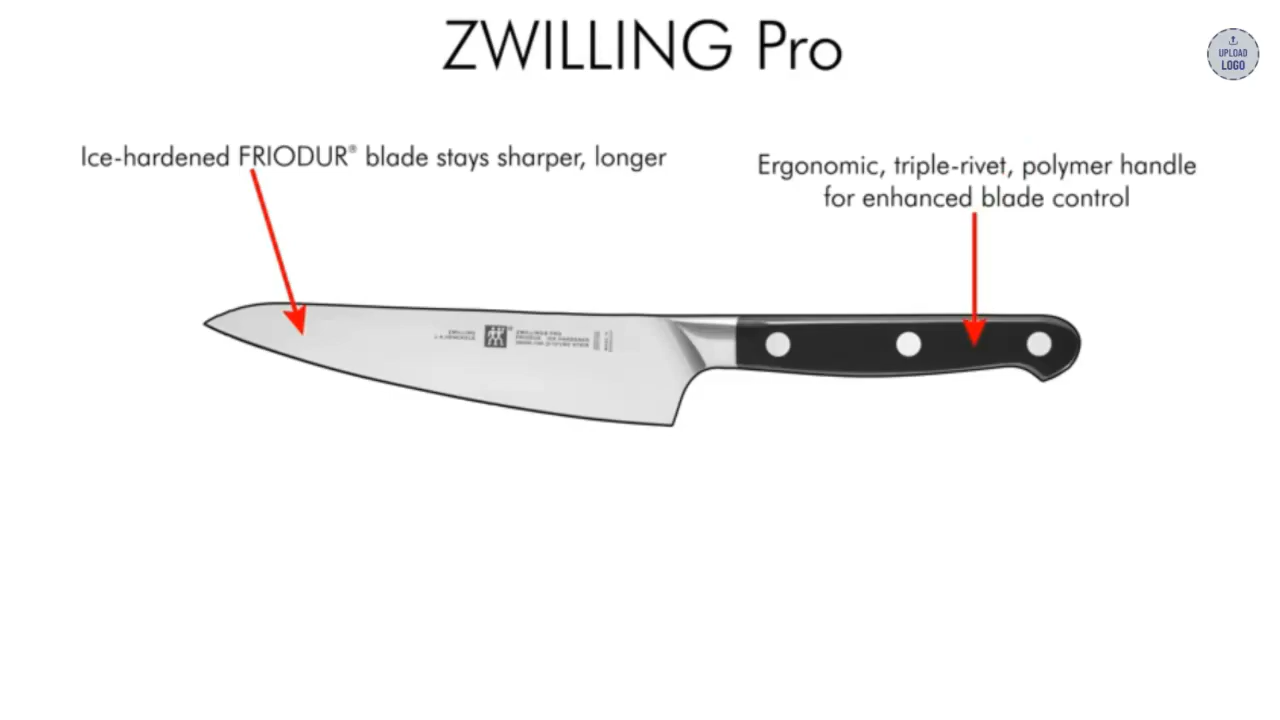 ZWILLING Pro
UPLOAD
LOGO
Ice-hardened FRIODUR® blade stays sharper, longer
Ergonomic, triple-rivet, polymer handle
for enhanced blade control